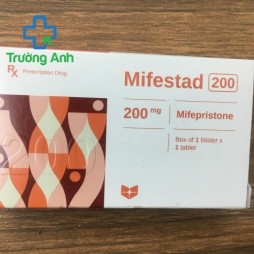 Trường Anh
Rx Prescription Drug
Mifestad 200
200 mg Mifepristone
Box of 1 blister x
1 tablet